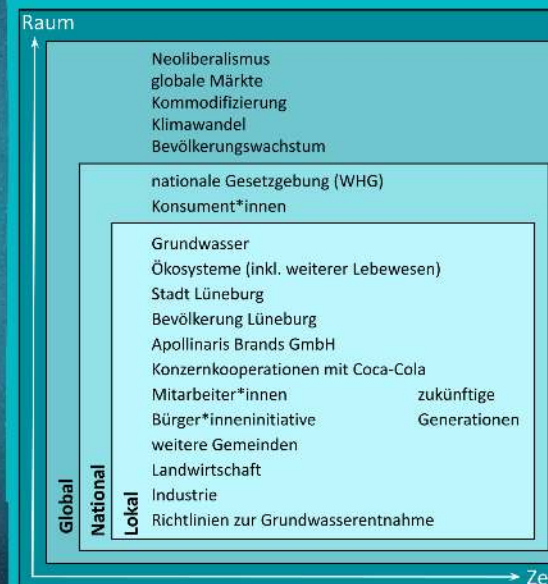 Raum
Neoliberalismus
globale Märkte
Kommodifizierung
Klimawandel
Bevölkerungswachstum
nationale Gesetzgebung (WHG)
Konsument*innen
Grundwasser
Ökosysteme (inkl. weiterer Lebewesen)
Stadt Lüneburg
Bevölkerung Lüneburg
Apollinaris Brands GmbH
Konzernkooperationen mit Coca-Cola
Mitarbeiter*innen zukünftige
Bürger*inneninitiative Generationen
weitere Gemeinden
Landwirtschaft
Industrie
Richtlinien zur Grundwasserentnahme
Global
National
Lokal
Ze